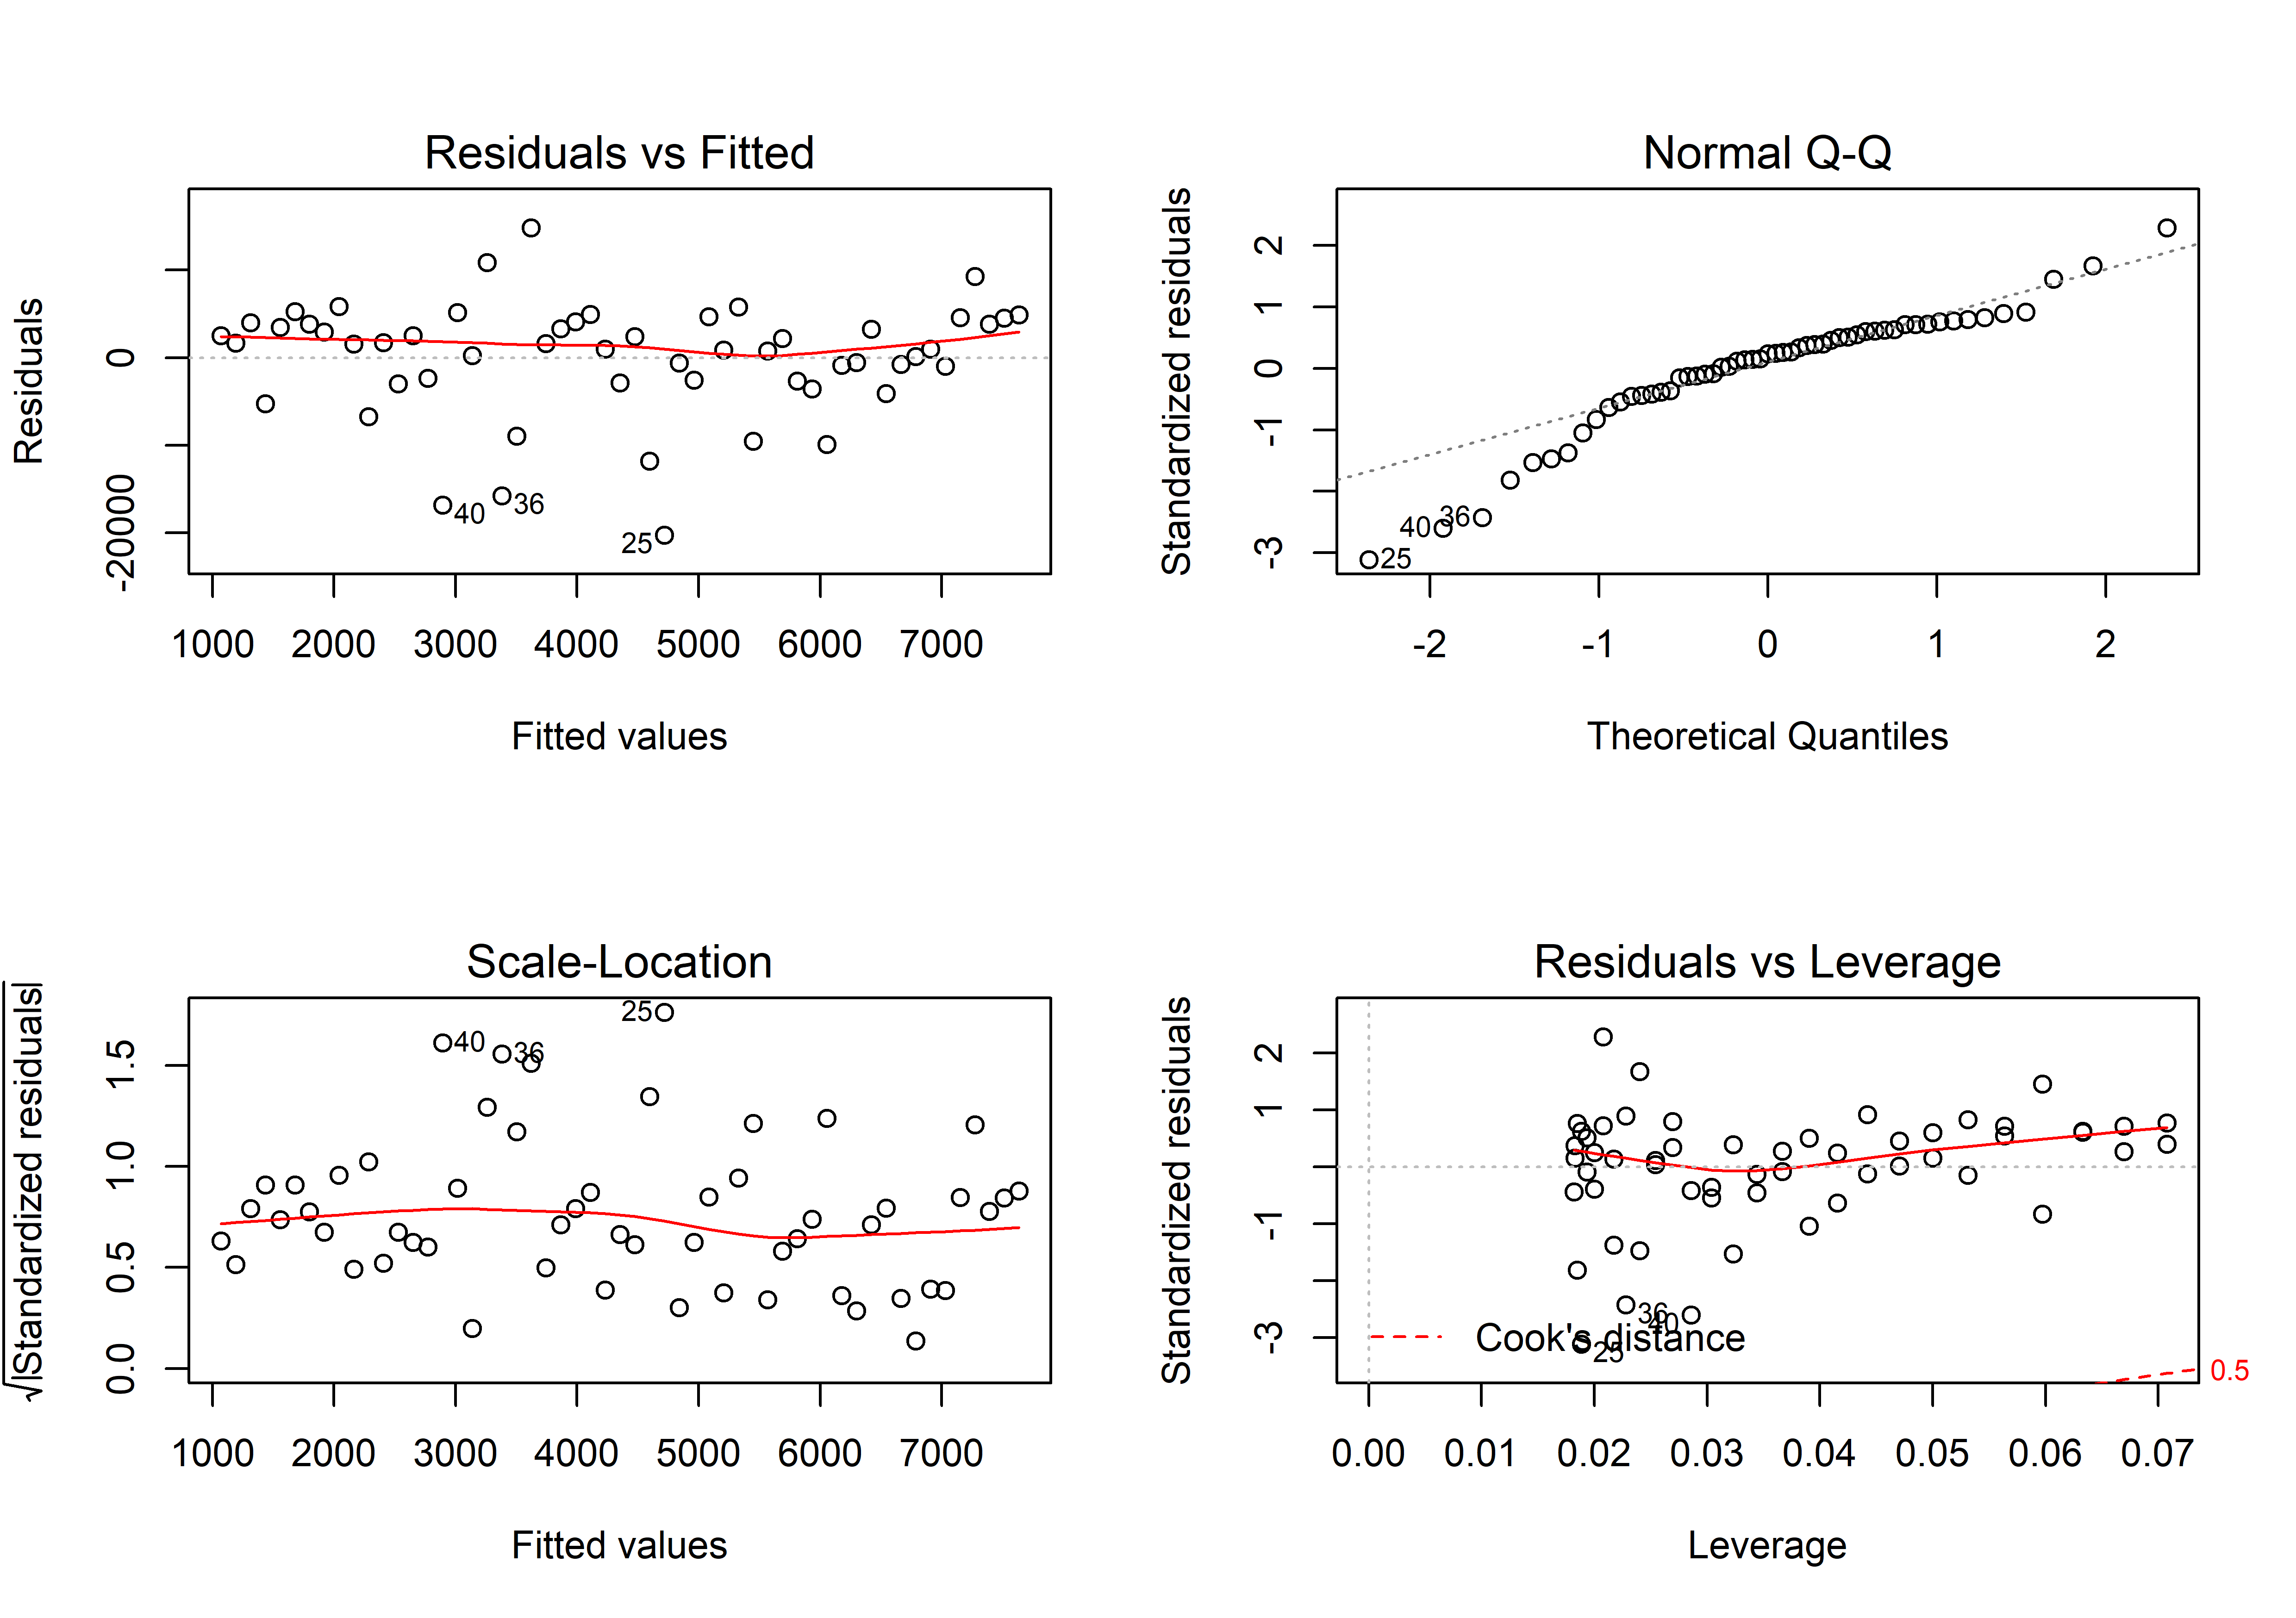 Residuals vs Fitted
Residuals
-20000
0
40
36
25
1000 2000 3000 4000 5000 6000 7000
Fitted values
Normal Q-Q
Standardized residuals
-3 -1 0 1 2
40
36
25
-2 -1 0 1 2
Theoretical Quantiles
Scale-Location
√|Standardized residuals|
0.0 0.5 1.0 1.5
25
40
36
1000 2000 3000 4000 5000 6000 7000
Fitted values
Residuals vs Leverage
Standardized residuals
-3 -1 1 2
36
40
Cook's distance
25
0.5
0.00 0.01 0.02 0.03 0.04 0.05 0.06 0.07
Leverage